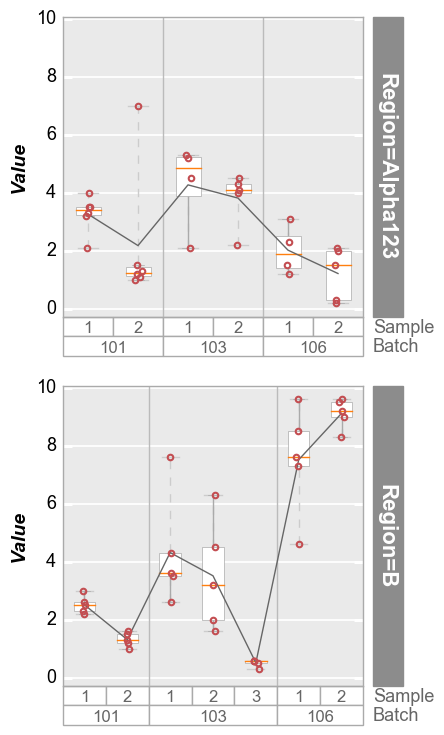 10
8
6
4
2
0
Value
Region=Alpha123
1 2 1 2 1 2 Sample
101 103 106 Batch
10
8
6
4
2
0
Value
Region=B
1 2 1 2 3 1 2 Sample
101 103 106 Batch